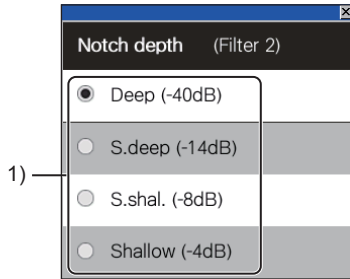 Notch depth (Filter 2)
Deep (-40dB)
S.deep (-14dB)
1)
S.shal. (-8dB)
Shallow (-4dB)